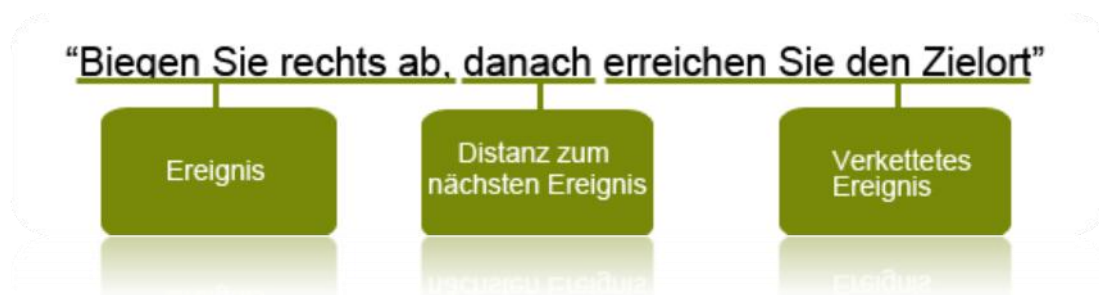 “Biegen Sie rechts ab, danach erreichen Sie den Zielort”
Ereignis
Distanz zum
nächsten Ereignis
Verkettetes
Ereignis